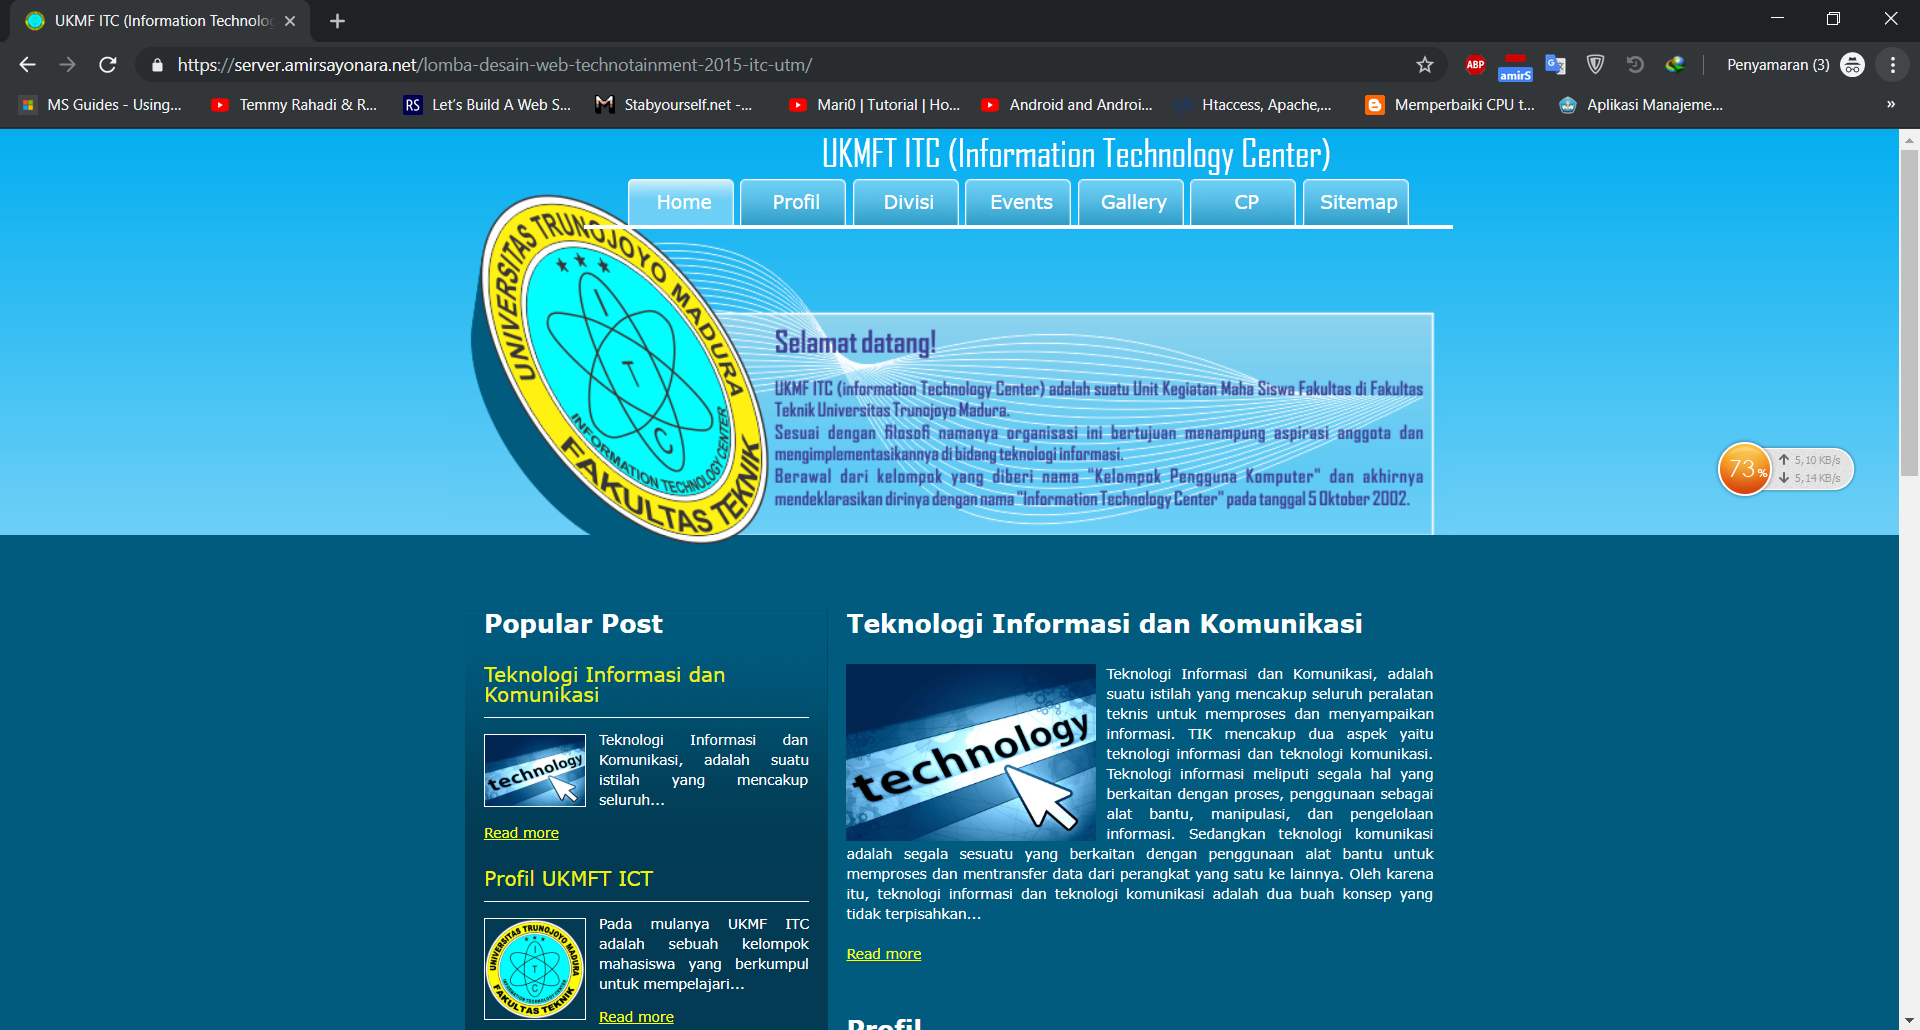 UKMF ITC (Information Technolo
https://server.amirsayonara.net/lomba-desain-web-technotainment-2015-itc-utm/
ABP
amirS
Penyamaran (3)
MS Guides - Using...
Temmy Rahadi & R...
RS
Let's Build A Web S...
Stabyourself.net -...
Mari0 | Tutorial | Ho...
Android and Androi...
Htaccess, Apache,...
Memperbaiki CPU t...
Aplikasi Manajeme...
»
UKMFT ITC (Information Technology Center)
Home
Profil
Divisi
Events
Gallery
CP
Sitemap
UNIVERSITAS TRUNOJOYO MADURA
I
T
C
INFORMATION TECHNOLOGY CENTER
FAKULTAS TEKNIK
Selamat datang!
UKMF ITC (information Technology Center) adalah suatu Unit Kegiatan Maha Siswa Fakultas di Fakultas
Teknik Universitas Trunojoyo Madura.
Sesuai dengan filosofi namanya organisasi ini bertujuan menampung aspirasi anggota dan
mengimplementasikannya di bidang teknologi informasi.
Berawal dari kelompok yang diberi nama "Kelompok Pengguna Komputer" dan akhirnya
mendeklarasikan dirinya dengan nama "Information Technology Center" pada tanggal 5 Oktober 2002.
73%
5,10 KB/s
5,14 KB/s
Popular Post
Teknologi Informasi dan
Komunikasi
technology
Teknologi Informasi dan
Komunikasi, adalah suatu
istilah yang mencakup
seluruh...
Read more
Profil UKMFT ICT
UNIVERSITAS TRUNOJOYO MADURA
I
T
C
INFORMATION TECHNOLOGY CENTER
FAKULTAS TEKNIK
Pada mulanya UKMF ITC
adalah sebuah kelompok
mahasiswa yang berkumpul
untuk mempelajari...
Read more
Teknologi Informasi dan Komunikasi
technology
Teknologi Informasi dan Komunikasi, adalah
suatu istilah yang mencakup seluruh peralatan
teknis untuk memproses dan menyampaikan
informasi. TIK mencakup dua aspek yaitu
teknologi informasi dan teknologi komunikasi.
Teknologi informasi meliputi segala hal yang
berkaitan dengan proses, penggunaan sebagai
alat bantu, manipulasi, dan pengelolaan
informasi. Sedangkan teknologi komunikasi
adalah segala sesuatu yang berkaitan dengan penggunaan alat bantu untuk
memproses dan mentransfer data dari perangkat yang satu ke lainnya. Oleh karena
itu, teknologi informasi dan teknologi komunikasi adalah dua buah konsep yang
tidak terpisahkan...
Read more
Profil